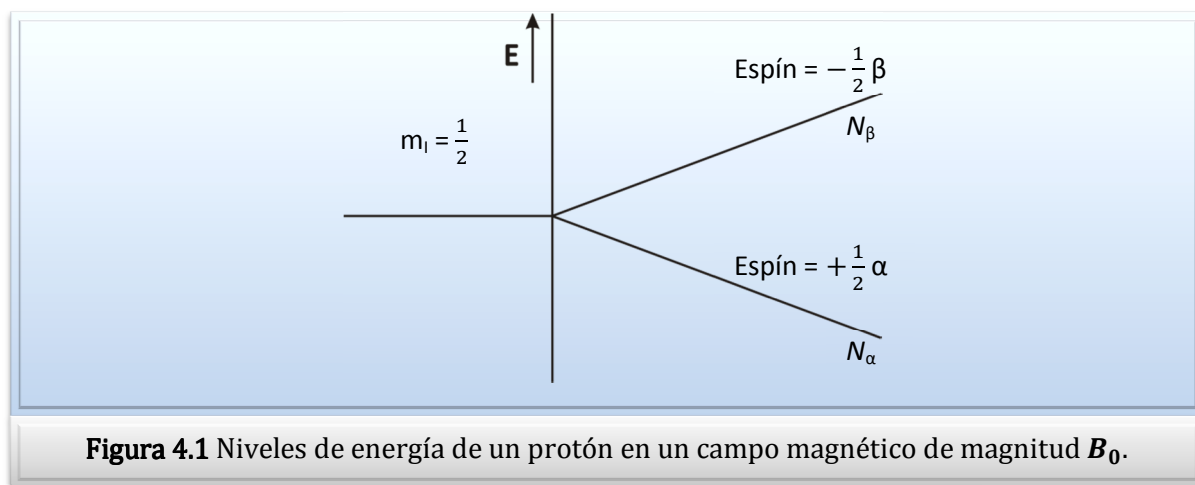 E
Espín = − 1/2 β
N_β
m_I = 1/2
Espín = + 1/2 α
N_α
Figura 4.1 Niveles de energía de un protón en un campo magnético de magnitud B₀.